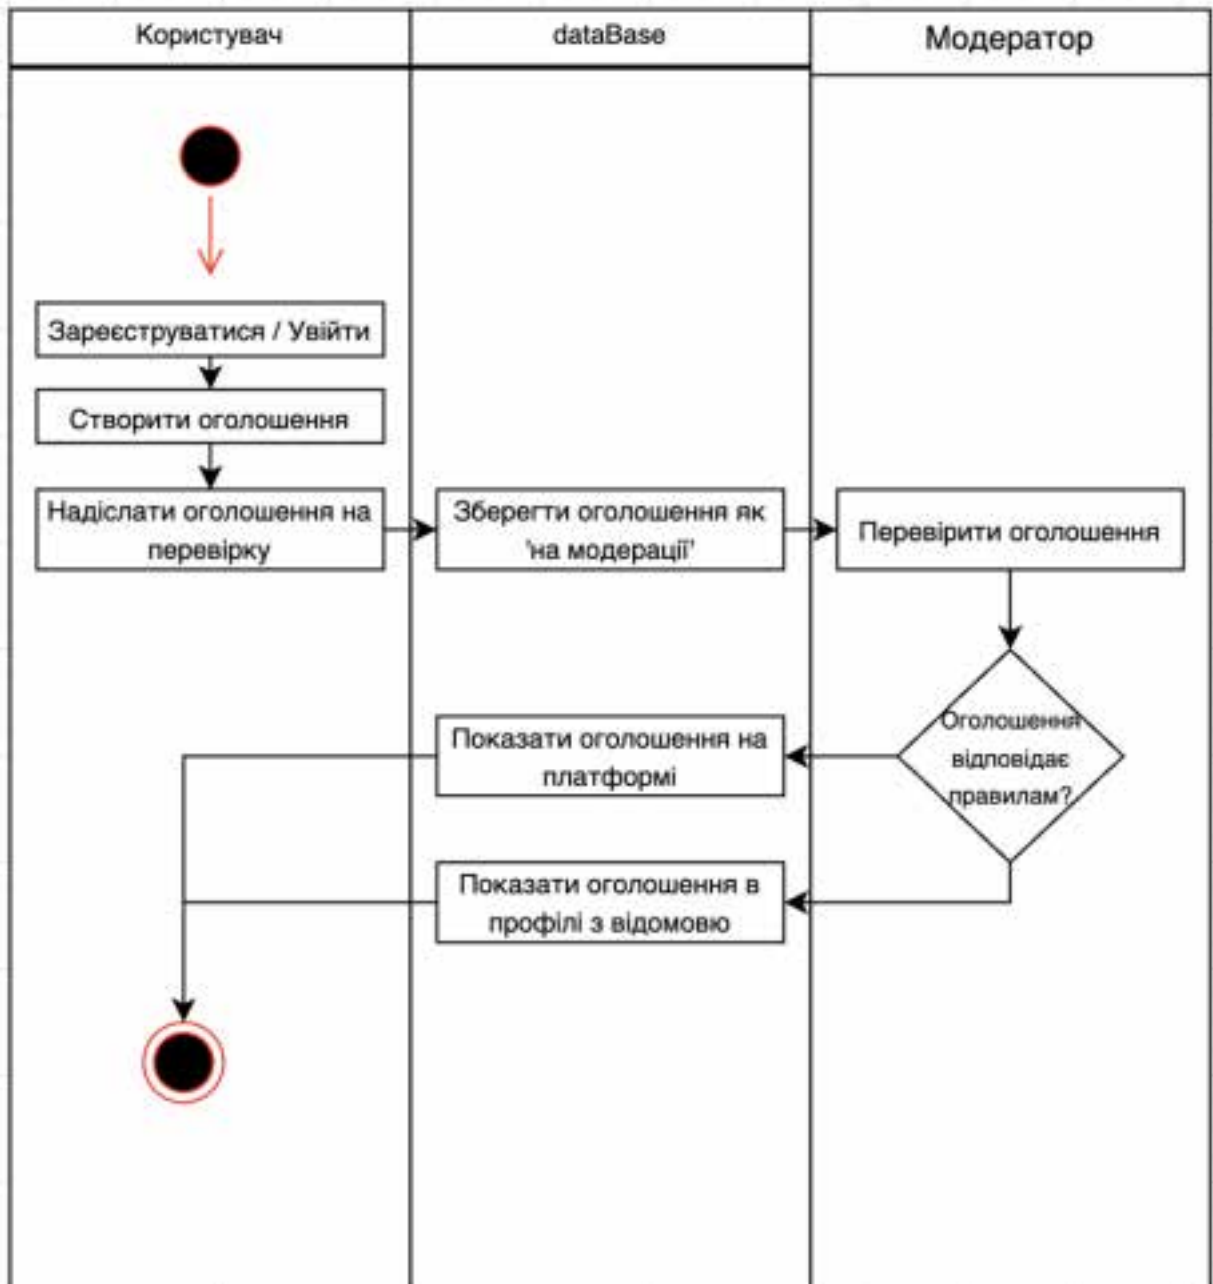 Користувач
dataBase
Модератор
Зареєструватися / Увійти
Створити оголошення
Надіслати оголошення на
перевірку
Зберегти оголошення як
'на модерації'
Перевірити оголошення
Оголошення
відповідає
правилам?
Показати оголошення на
платформі
Показати оголошення в
профілі з відомовю